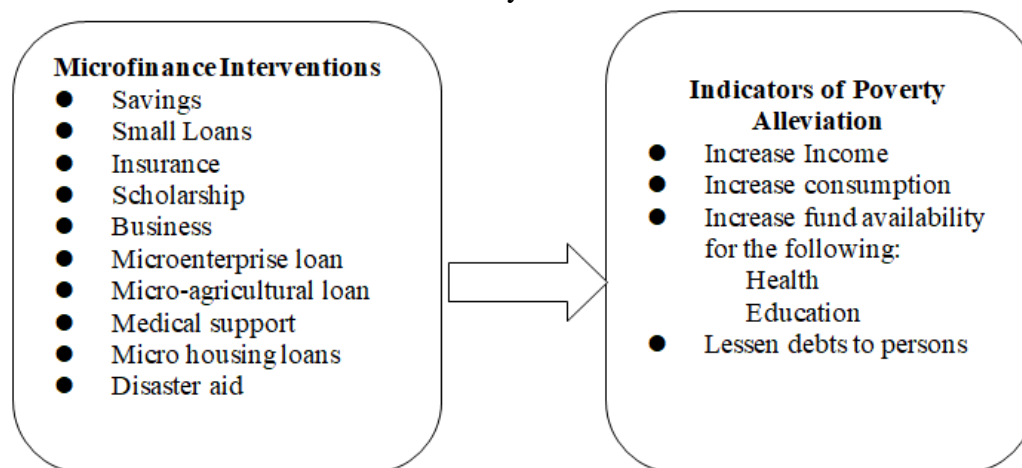 Microfinance Interventions
● Savings
● Small Loans
● Insurance
● Scholarship
● Business
● Microenterprise loan
● Micro-agricultural loan
● Medical support
● Micro housing loans
● Disaster aid
Indicators of Poverty
Alleviation
● Increase Income
● Increase consumption
● Increase fund availability
for the following:
Health
Education
● Lessen debts to persons